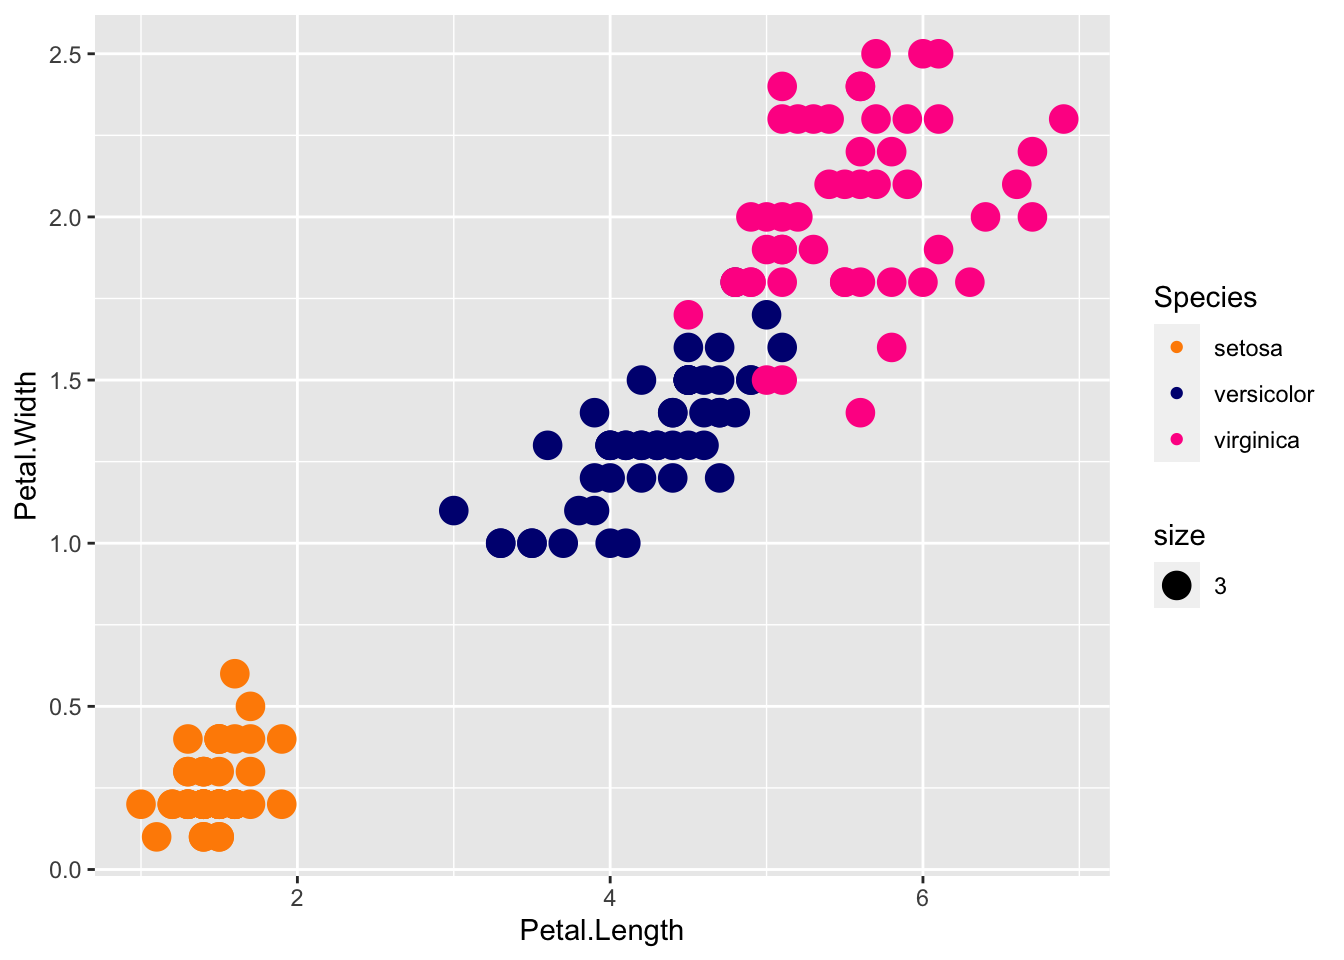 2.5
2.0
1.5
1.0
0.5
0.0
Petal.Width
2 4 6
Petal.Length
Species
setosa
versicolor
virginica
size
3